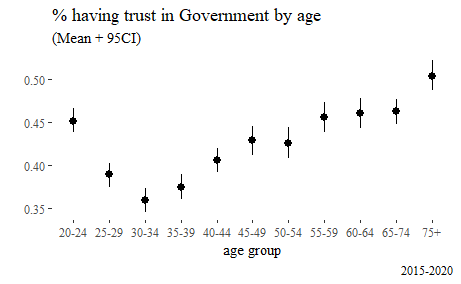 % having trust in Government by age
(Mean + 95CI)
0.50
0.45
0.40
0.35
20-24 25-29 30-34 35-39 40-44 45-49 50-54 55-59 60-64 65-74 75+
age group
2015-2020